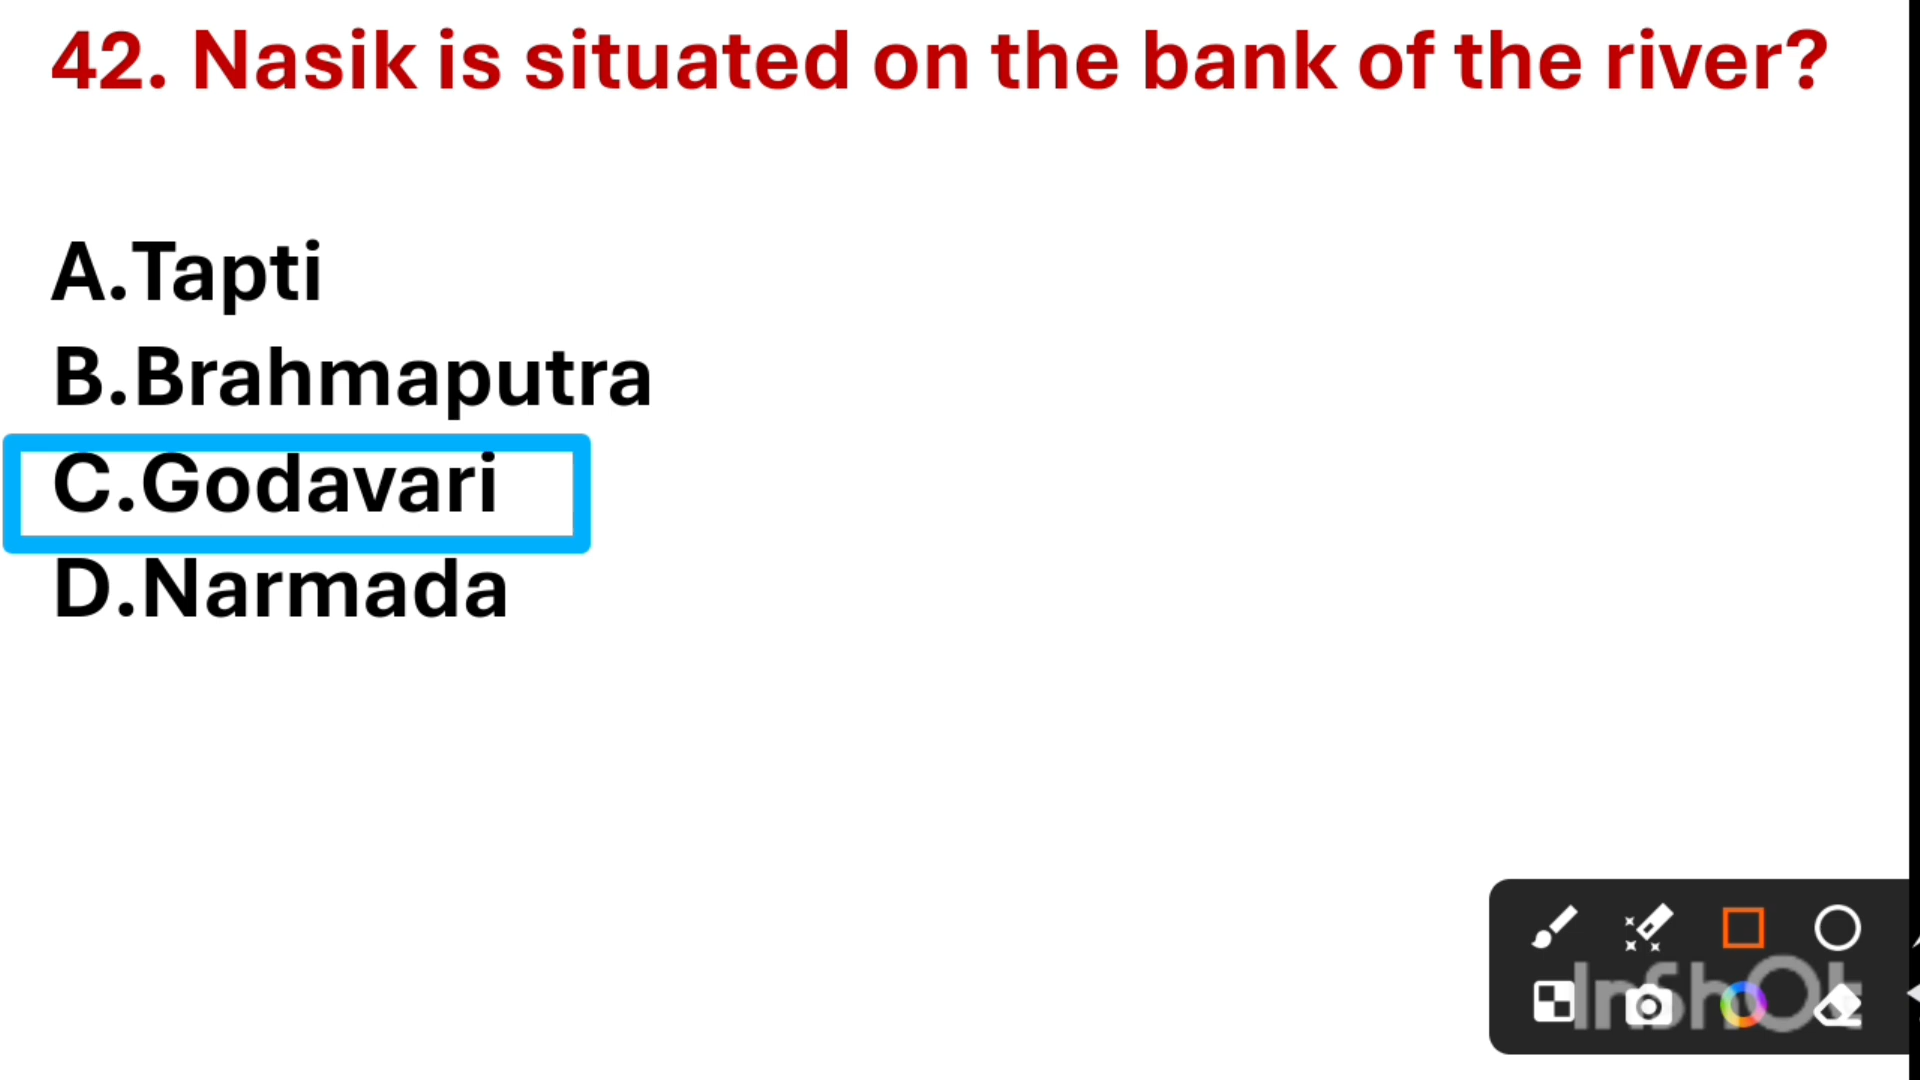 42. Nasik is situated on the bank of the river?
A.Tapti
B.Brahmaputra
C.Godavari
D.Narmada
InShOt